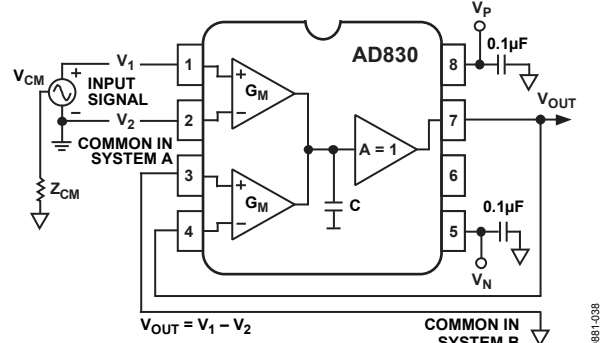 V_P
AD830
0.1µF
V_CM
+
V_1
INPUT
SIGNAL
−
V_2
1
+
G_M
−
8
V_OUT
2
7
COMMON IN
SYSTEM A
A = 1
3
+
G_M
−
C
6
Z_CM
4
5
0.1µF
V_N
V_OUT = V_1 – V_2
COMMON IN
SYSTEM B
881-038